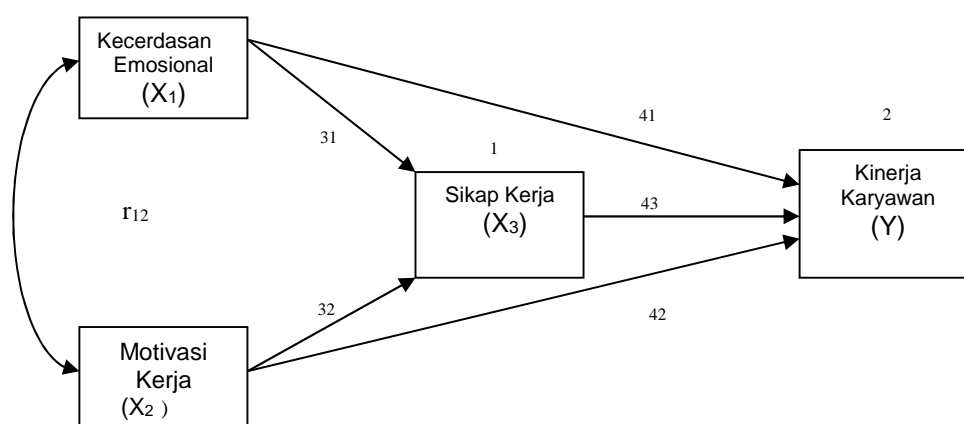 Kecerdasan
Emosional
(X1)
31
41
1
2
r12
Sikap Kerja
(X3)
43
Kinerja
Karyawan
(Y)
32
42
Motivasi
Kerja
(X2 )